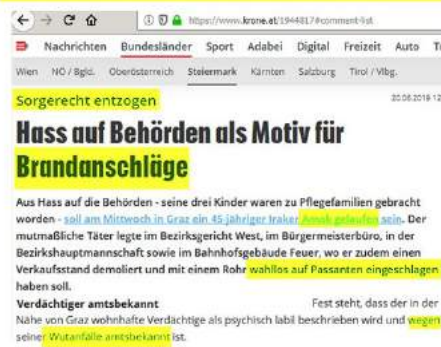 https://www.krone.at/1944817#comment-list
Nachrichten Bundesländer Sport Adabei Digital Freizeit Auto
Wien NÖ / Bgld. Oberösterreich Steiermark Kärnten Salzburg Tirol / Vlbg.
Sorgerecht entzogen
Hass auf Behörden als Motiv für
Brandanschläge
Aus Hass auf die Behörden - seine drei Kinder waren zu Pflegefamilien gebracht
worden - soll am Mittwoch in Graz ein 45-jähriger Iraker Amok gelaufen sein. Der
mutmaßliche Täter legte im Bezirksgericht West, im Bürgermeisterbüro, in der
Bezirkshauptmannschaft sowie im Bahnhofsgebäude Feuer, wo er zudem einen
Verkaufsstand demoliert und mit einem Rohr wahllos auf Passanten eingeschlagen
haben soll.
Verdächtiger amtsbekannt Fest steht, dass der in der
Nähe von Graz wohnhafte Verdächtige als psychisch labil beschrieben wird und wegen
seiner Wutanfälle amtsbekannt ist.